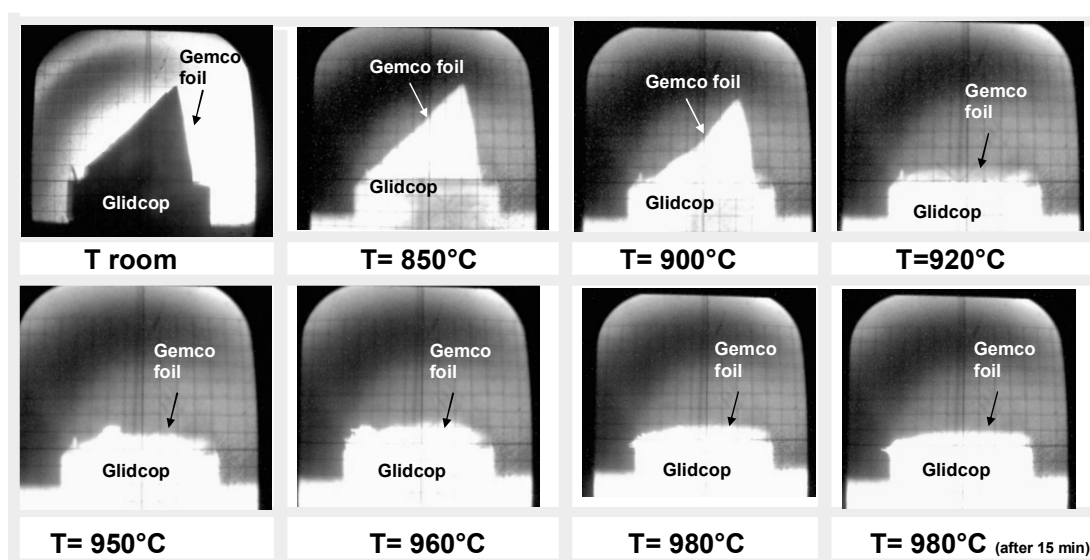 Gemco
foil
Glidcop
Gemco foil
Glidcop
Gemco foil
Glidcop
Gemco
foil
Glidcop
T room
T= 850°C
T= 900°C
T=920°C
Gemco
foil
Glidcop
Gemco
foil
Glidcop
Gemco
foil
Glidcop
Gemco
foil
Glidcop
T= 950°C
T= 960°C
T= 980°C
T= 980°C (after 15 min)